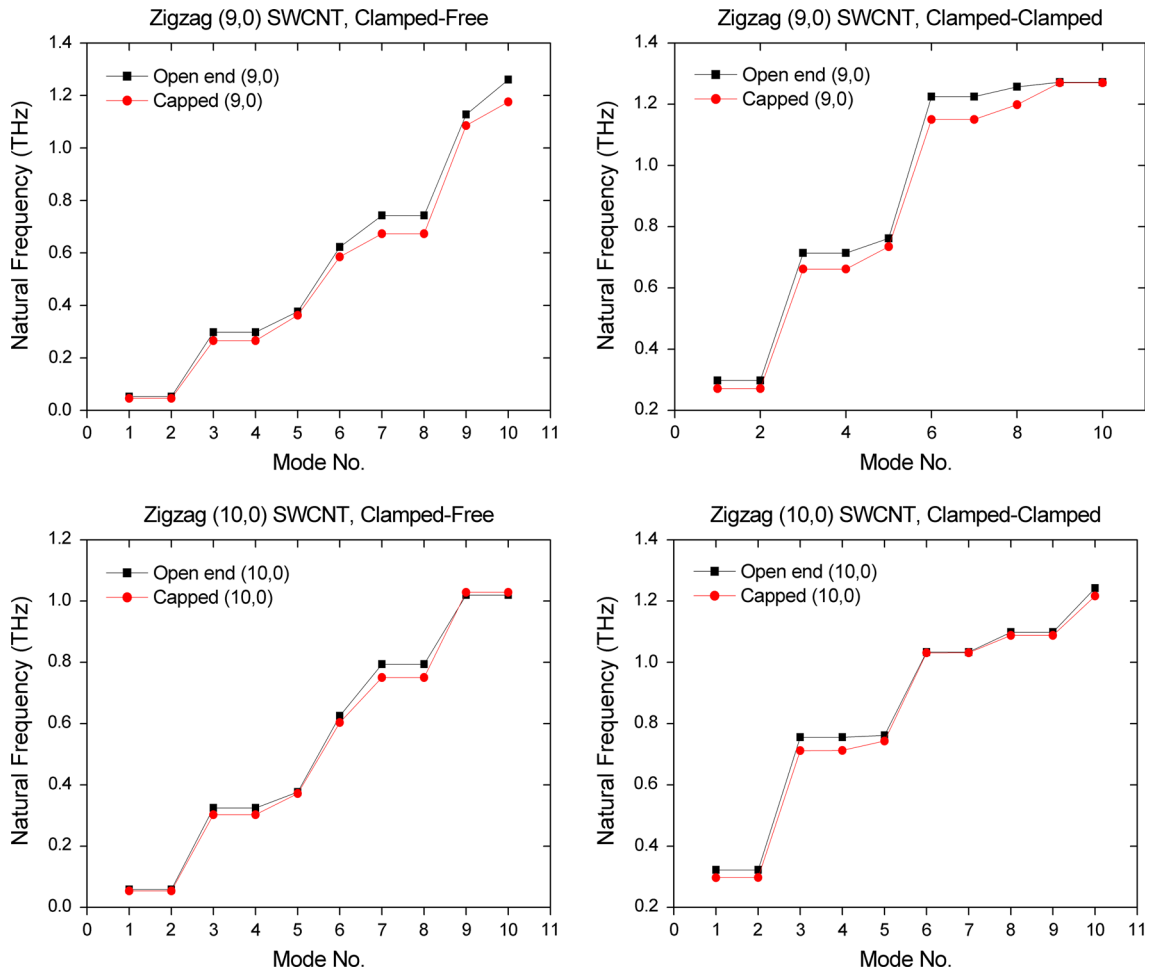 Zigzag (9,0) SWCNT, Clamped-Free
1.4
1.2
1.0
0.8
0.6
0.4
0.2
0.0
Natural Frequency (THz)
Open end (9,0)
Capped (9,0)
0 1 2 3 4 5 6 7 8 9 10 11
Mode No.
Zigzag (9,0) SWCNT, Clamped-Clamped
1.4
1.2
1.0
0.8
0.6
0.4
0.2
Natural Frequency (THz)
Open end (9,0)
Capped (9,0)
0 2 4 6 8 10
Mode No.
Zigzag (10,0) SWCNT, Clamped-Free
1.2
1.0
0.8
0.6
0.4
0.2
0.0
Natural Frequency (THz)
Open end (10,0)
Capped (10,0)
0 1 2 3 4 5 6 7 8 9 10 11
Mode No.
Zigzag (10,0) SWCNT, Clamped-Clamped
1.4
1.2
1.0
0.8
0.6
0.4
0.2
Natural Frequency (THz)
Open end (10,0)
Capped (10,0)
0 1 2 3 4 5 6 7 8 9 10 11
Mode No.